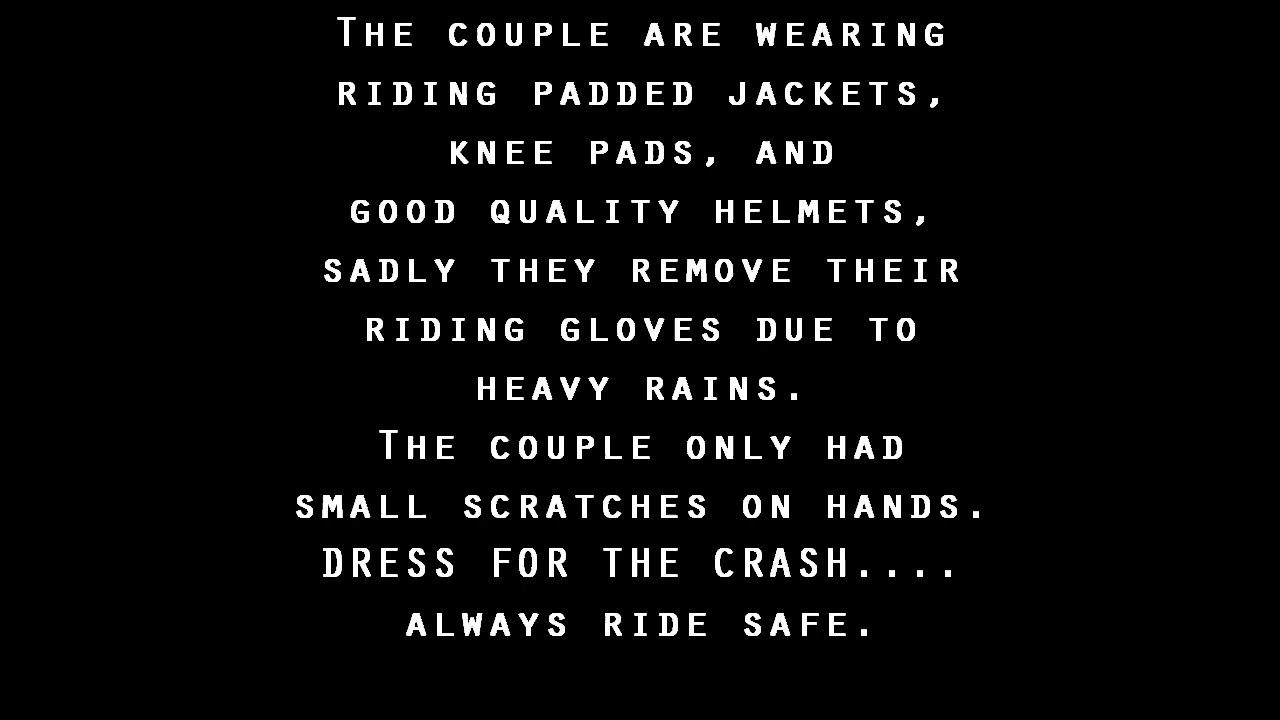 The couple are wearing
riding padded jackets,
knee pads, and
good quality helmets,
sadly they remove their
riding gloves due to
heavy rains.
The couple only had
small scratches on hands.
DRESS FOR THE CRASH....
always ride safe.